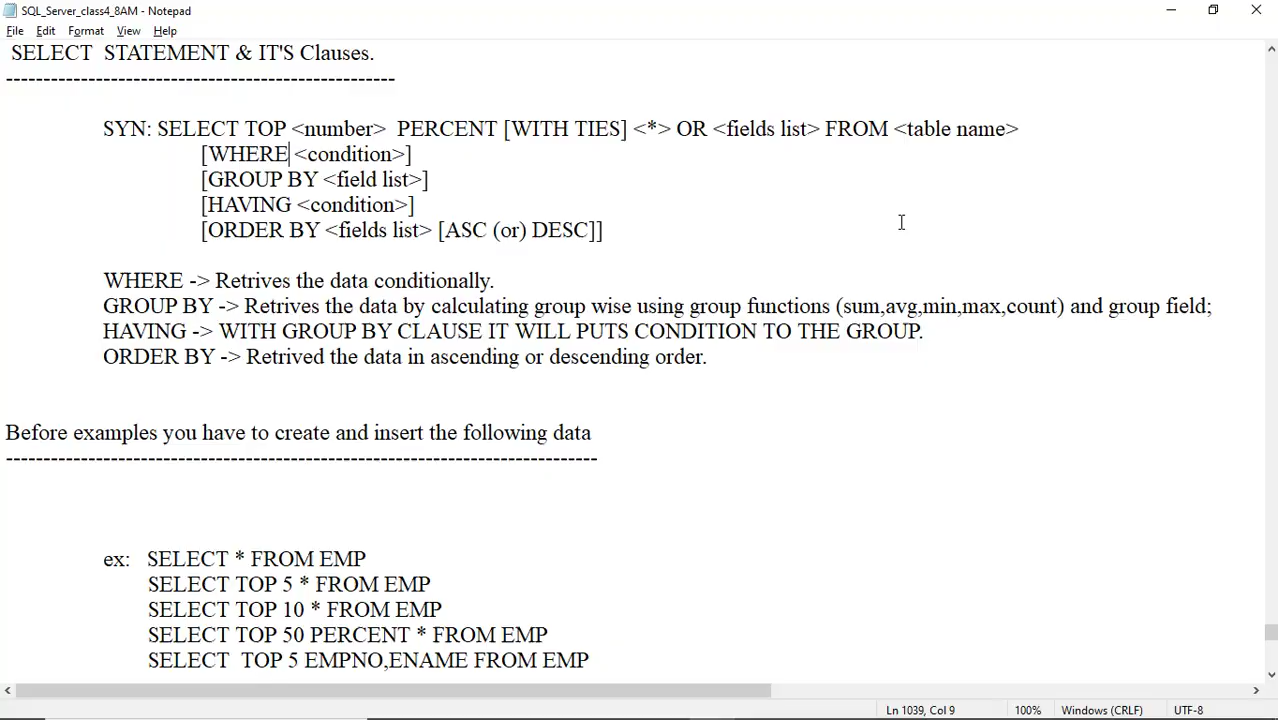 SQL_Server_class4_8AM - Notepad
File Edit Format View Help
SELECT STATEMENT & IT'S Clauses.
----------------------------------------------------
SYN: SELECT TOP <number> PERCENT [WITH TIES] <*> OR <fields list> FROM <table name>
[WHERE <condition>]
[GROUP BY <field list>]
[HAVING <condition>]
[ORDER BY <fields list> [ASC (or) DESC]]
WHERE -> Retrives the data conditionally.
GROUP BY -> Retrives the data by calculating group wise using group functions (sum,avg,min,max,count) and group field;
HAVING -> WITH GROUP BY CLAUSE IT WILL PUTS CONDITION TO THE GROUP.
ORDER BY -> Retrived the data in ascending or descending order.
Before examples you have to create and insert the following data
-------------------------------------------------------------------------------
ex: SELECT * FROM EMP
SELECT TOP 5 * FROM EMP
SELECT TOP 10 * FROM EMP
SELECT TOP 50 PERCENT * FROM EMP
SELECT TOP 5 EMPNO,ENAME FROM EMP
Ln 1039, Col 9 100% Windows (CRLF) UTF-8